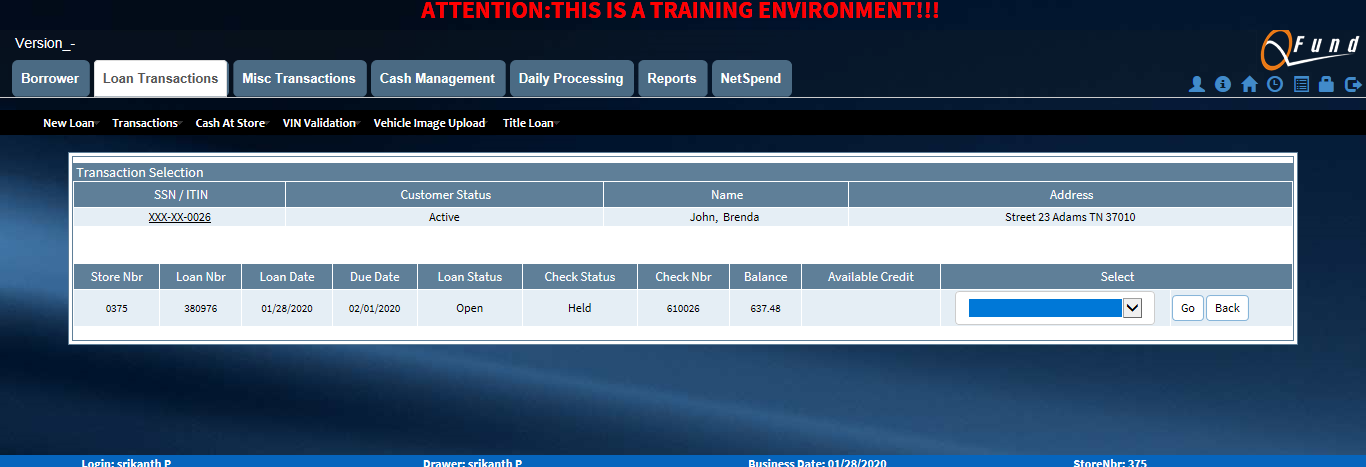 ATTENTION:THIS IS A TRAINING ENVIRONMENT!!!
Version_-
QFund
Borrower Loan Transactions Misc Transactions Cash Management Daily Processing Reports NetSpend
New Loan Transactions Cash At Store VIN Validation Vehicle Image Upload Title Loan
Transaction Selection
SSN / ITIN Customer Status Name Address
XXX-XX-0026 Active John, Brenda Street 23 Adams TN 37010
Store Nbr Loan Nbr Loan Date Due Date Loan Status Check Status Check Nbr Balance Available Credit Select
0375 380976 01/28/2020 02/01/2020 Open Held 610026 637.48 Go Back
Login: srikanth P Drawer: srikanth P Business Date: 01/28/2020 StoreNbr: 375